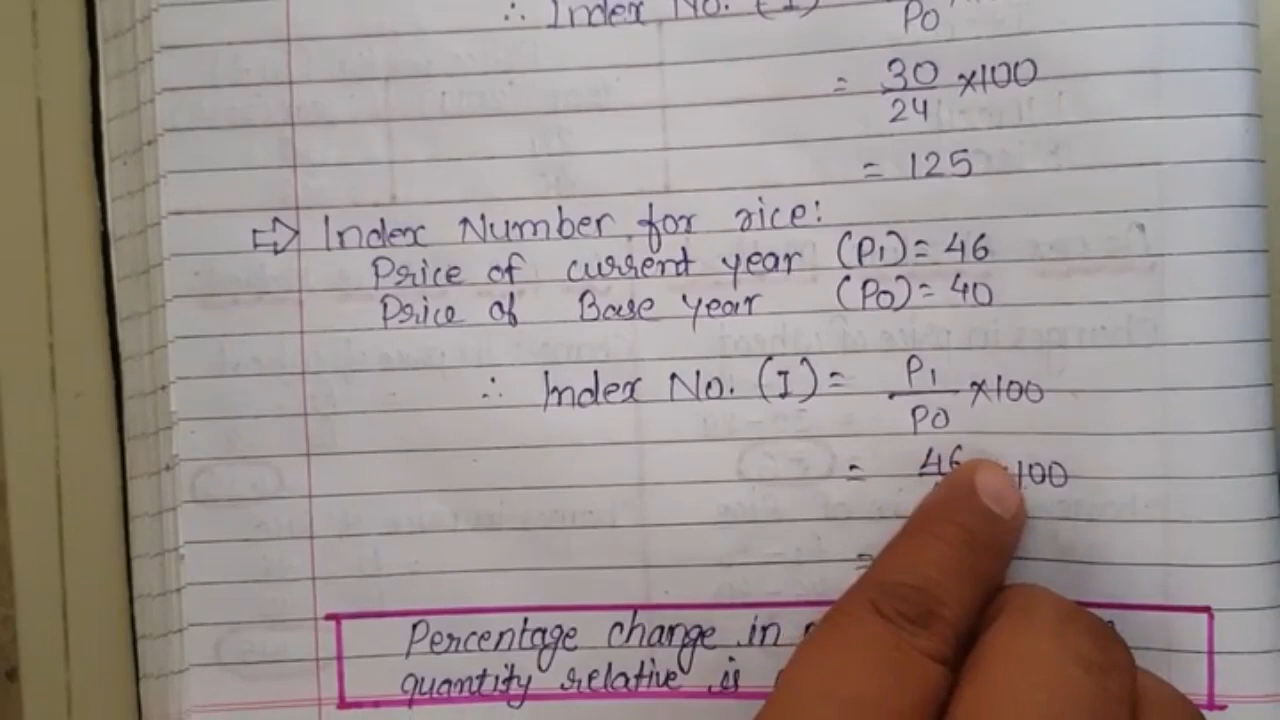 ∴ Index No. (I)
P0
= 30/24 ×100
= 125
⇒ Index Number for rice:
Price of current year (P1) = 46
Price of Base year (P0) = 40
∴ Index No. (I) = P1/P0 ×100
= 46 ×100
=
Percentage change in
quantity relative is